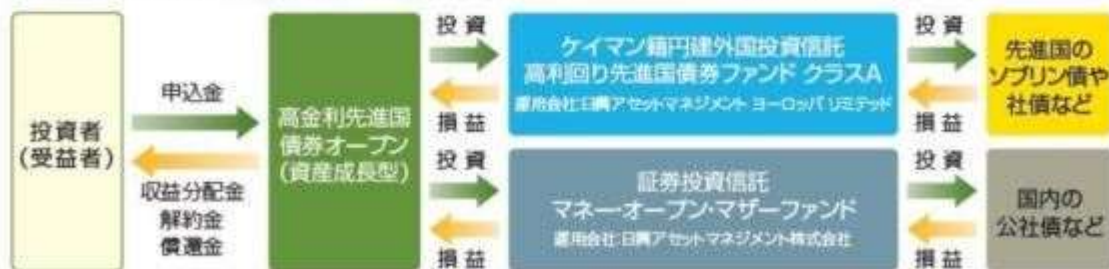 投資者
(受益者)
申込金
収益分配金
解約金
償還金
高金利先進国
債券オープン
(資産成長型)
投資
損益
ケイマン籍円建外国投資信託
高利回り先進国債券ファンド クラスA
運用会社:日興アセットマネジメント ヨーロッパ リミテッド
投資
損益
先進国の
ソブリン債や
社債など
投資
損益
証券投資信託
マネー・オープン・マザーファンド
運用会社:日興アセットマネジメント株式会社
投資
損益
国内の
公社債など